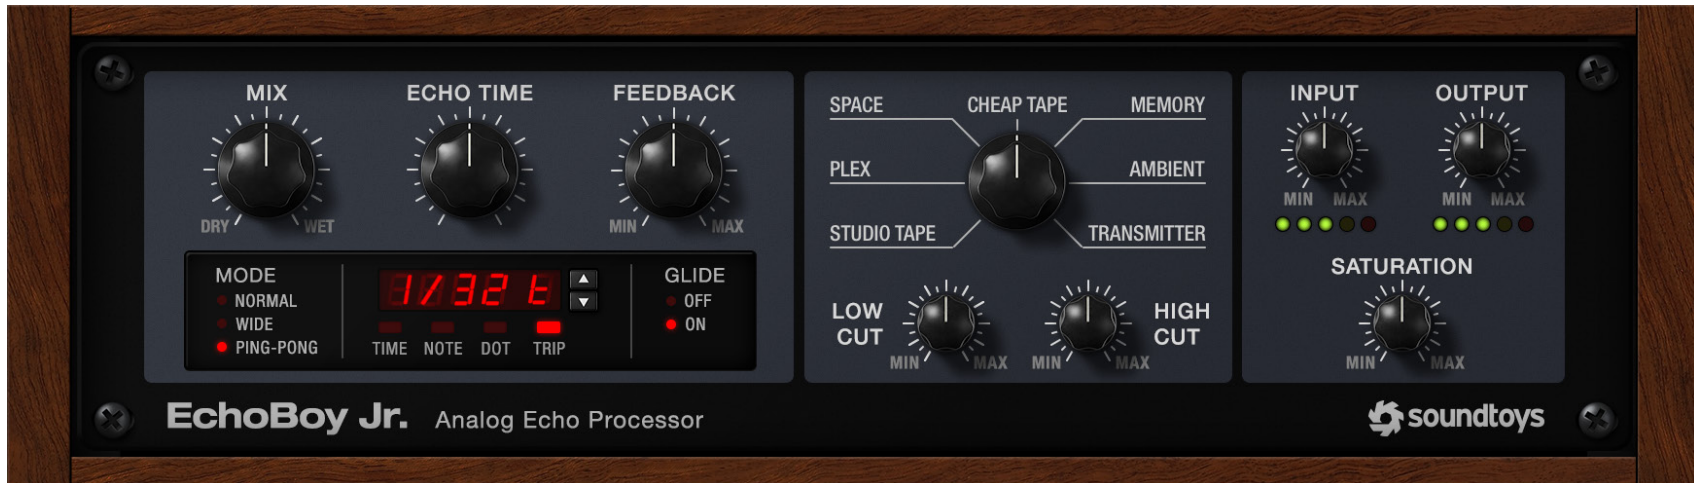 MIX
ECHO TIME
FEEDBACK
DRY
WET
MIN
MAX
MODE
NORMAL
WIDE
PING-PONG
1/32 t
TIME
NOTE
DOT
TRIP
GLIDE
OFF
ON
SPACE
CHEAP TAPE
MEMORY
PLEX
AMBIENT
STUDIO TAPE
TRANSMITTER
LOW
CUT
MIN
MAX
MIN
MAX
HIGH
CUT
INPUT
OUTPUT
MIN
MAX
MIN
MAX
SATURATION
MIN
MAX
EchoBoy Jr. Analog Echo Processor
soundtoys